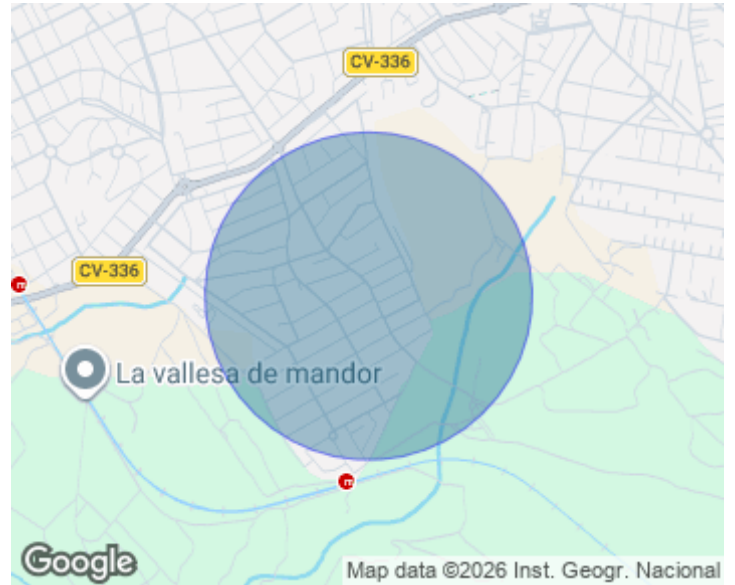 CV-336
CV-336
La vallesa de mandor
Google
Map data ©2026 Inst. Geogr. Nacional